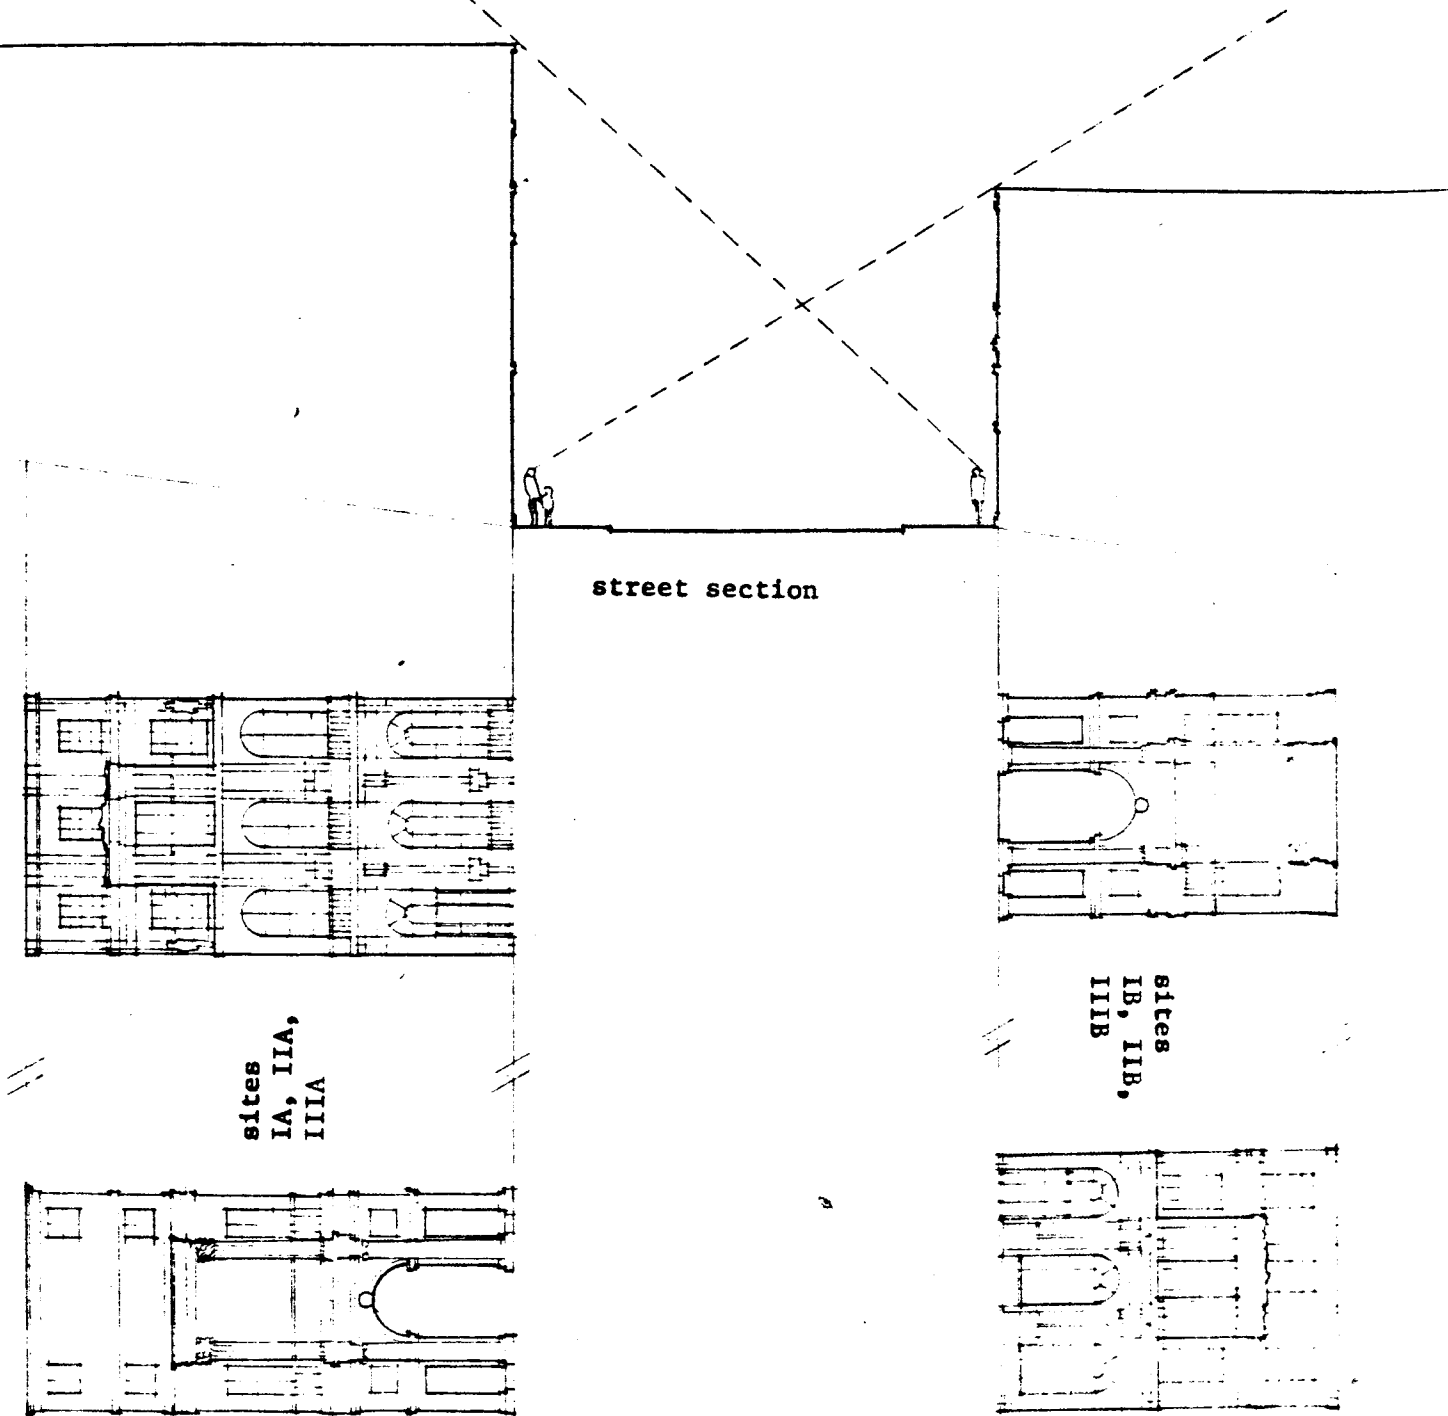 street section
sites
IA, IIA,
IIIA
sites
IB, IIB,
IIIB